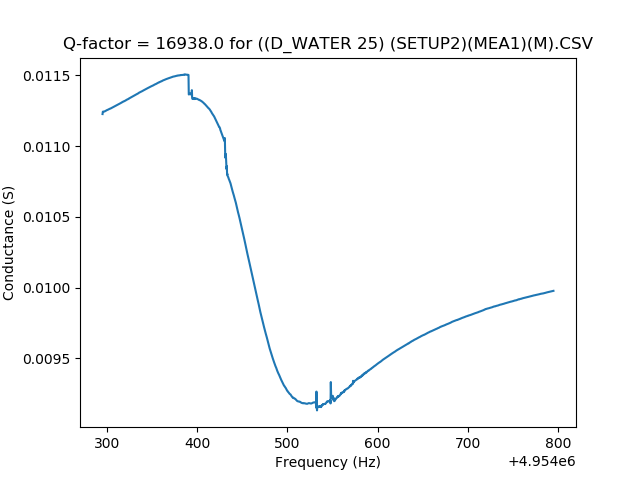 Q-factor = 16938.0 for ((D_WATER 25) (SETUP2)(MEA1)(M).CSV
0.0115
0.0110
0.0105
0.0100
0.0095
Conductance (S)
300 400 500 600 700 800
Frequency (Hz)
+4.954e6